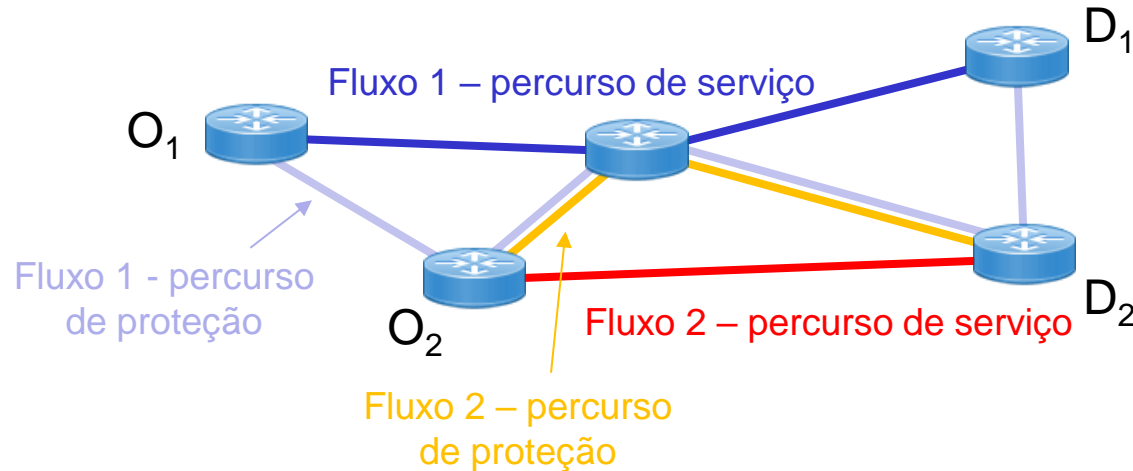 D₁
Fluxo 1 – percurso de serviço
O₁
Fluxo 1 - percurso
de proteção
O₂
Fluxo 2 – percurso de serviço
D₂
Fluxo 2 – percurso
de proteção